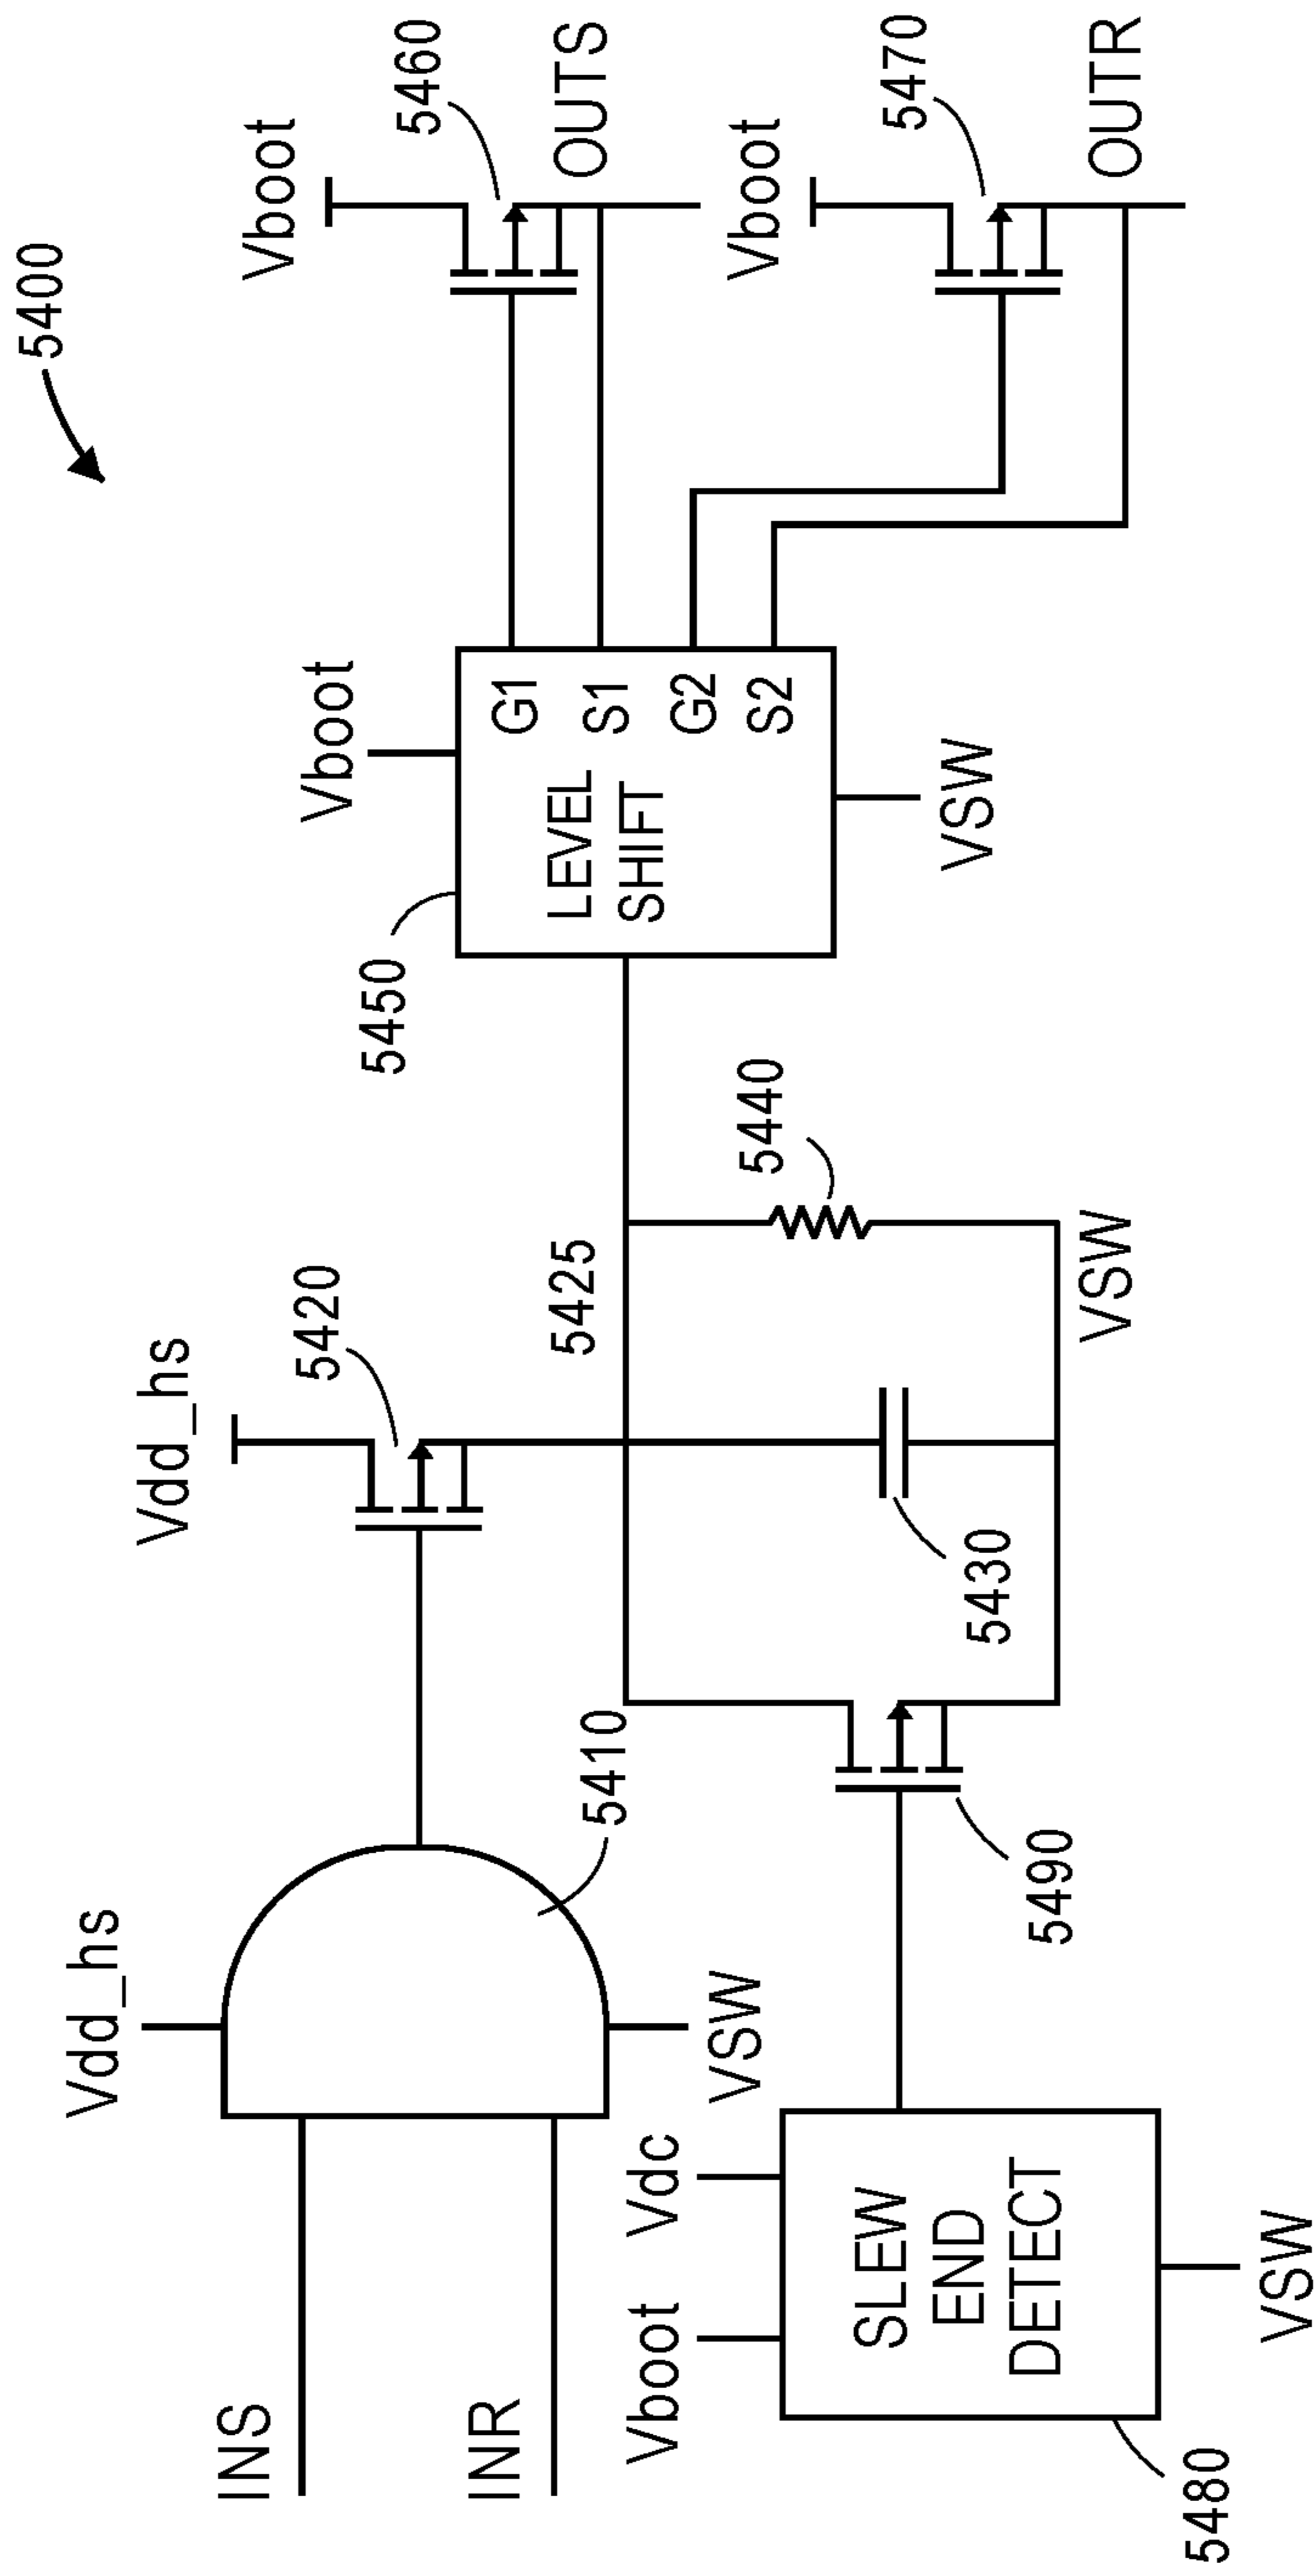 5400
Vdd_hs
INS
INR
VSW
5410
Vdd_hs
5420
5425
Vboot
Vdc
SLEW
END
DETECT
VSW
5480
5490
5430
5440
VSW
5450
Vboot
LEVEL
SHIFT
G1
S1
G2
S2
VSW
Vboot
5460
OUTS
Vboot
5470
OUTR